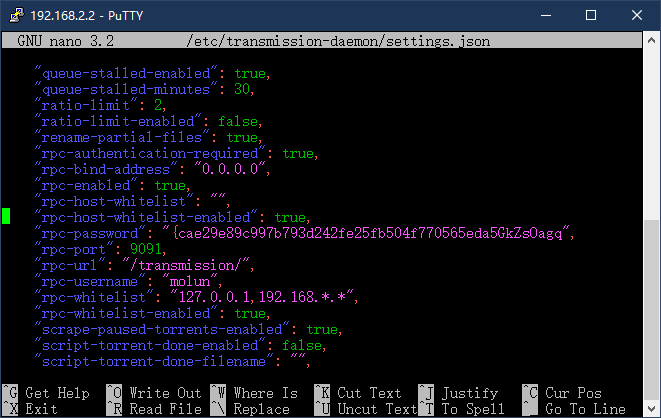 192.168.2.2 - PuTTY
GNU nano 3.2 /etc/transmission-daemon/settings.json
"queue-stalled-enabled": true,
"queue-stalled-minutes": 30,
"ratio-limit": 2,
"ratio-limit-enabled": false,
"rename-partial-files": true,
"rpc-authentication-required": true,
"rpc-bind-address": "0.0.0.0",
"rpc-enabled": true,
"rpc-host-whitelist": "",
"rpc-host-whitelist-enabled": true,
"rpc-password": "{cae29e89c997b793d242fe25fb504f770565eda5GkZsOagq",
"rpc-port": 9091,
"rpc-url": "/transmission/",
"rpc-username": "molun",
"rpc-whitelist": "127.0.0.1,192.168.*.*",
"rpc-whitelist-enabled": true,
"scrape-paused-torrents-enabled": true,
"script-torrent-done-enabled": false,
"script-torrent-done-filename": "",
^G Get Help ^O Write Out ^W Where Is ^K Cut Text ^J Justify ^C Cur Pos
^X Exit ^R Read File ^\ Replace ^U Uncut Text ^T To Spell ^_ Go To Line